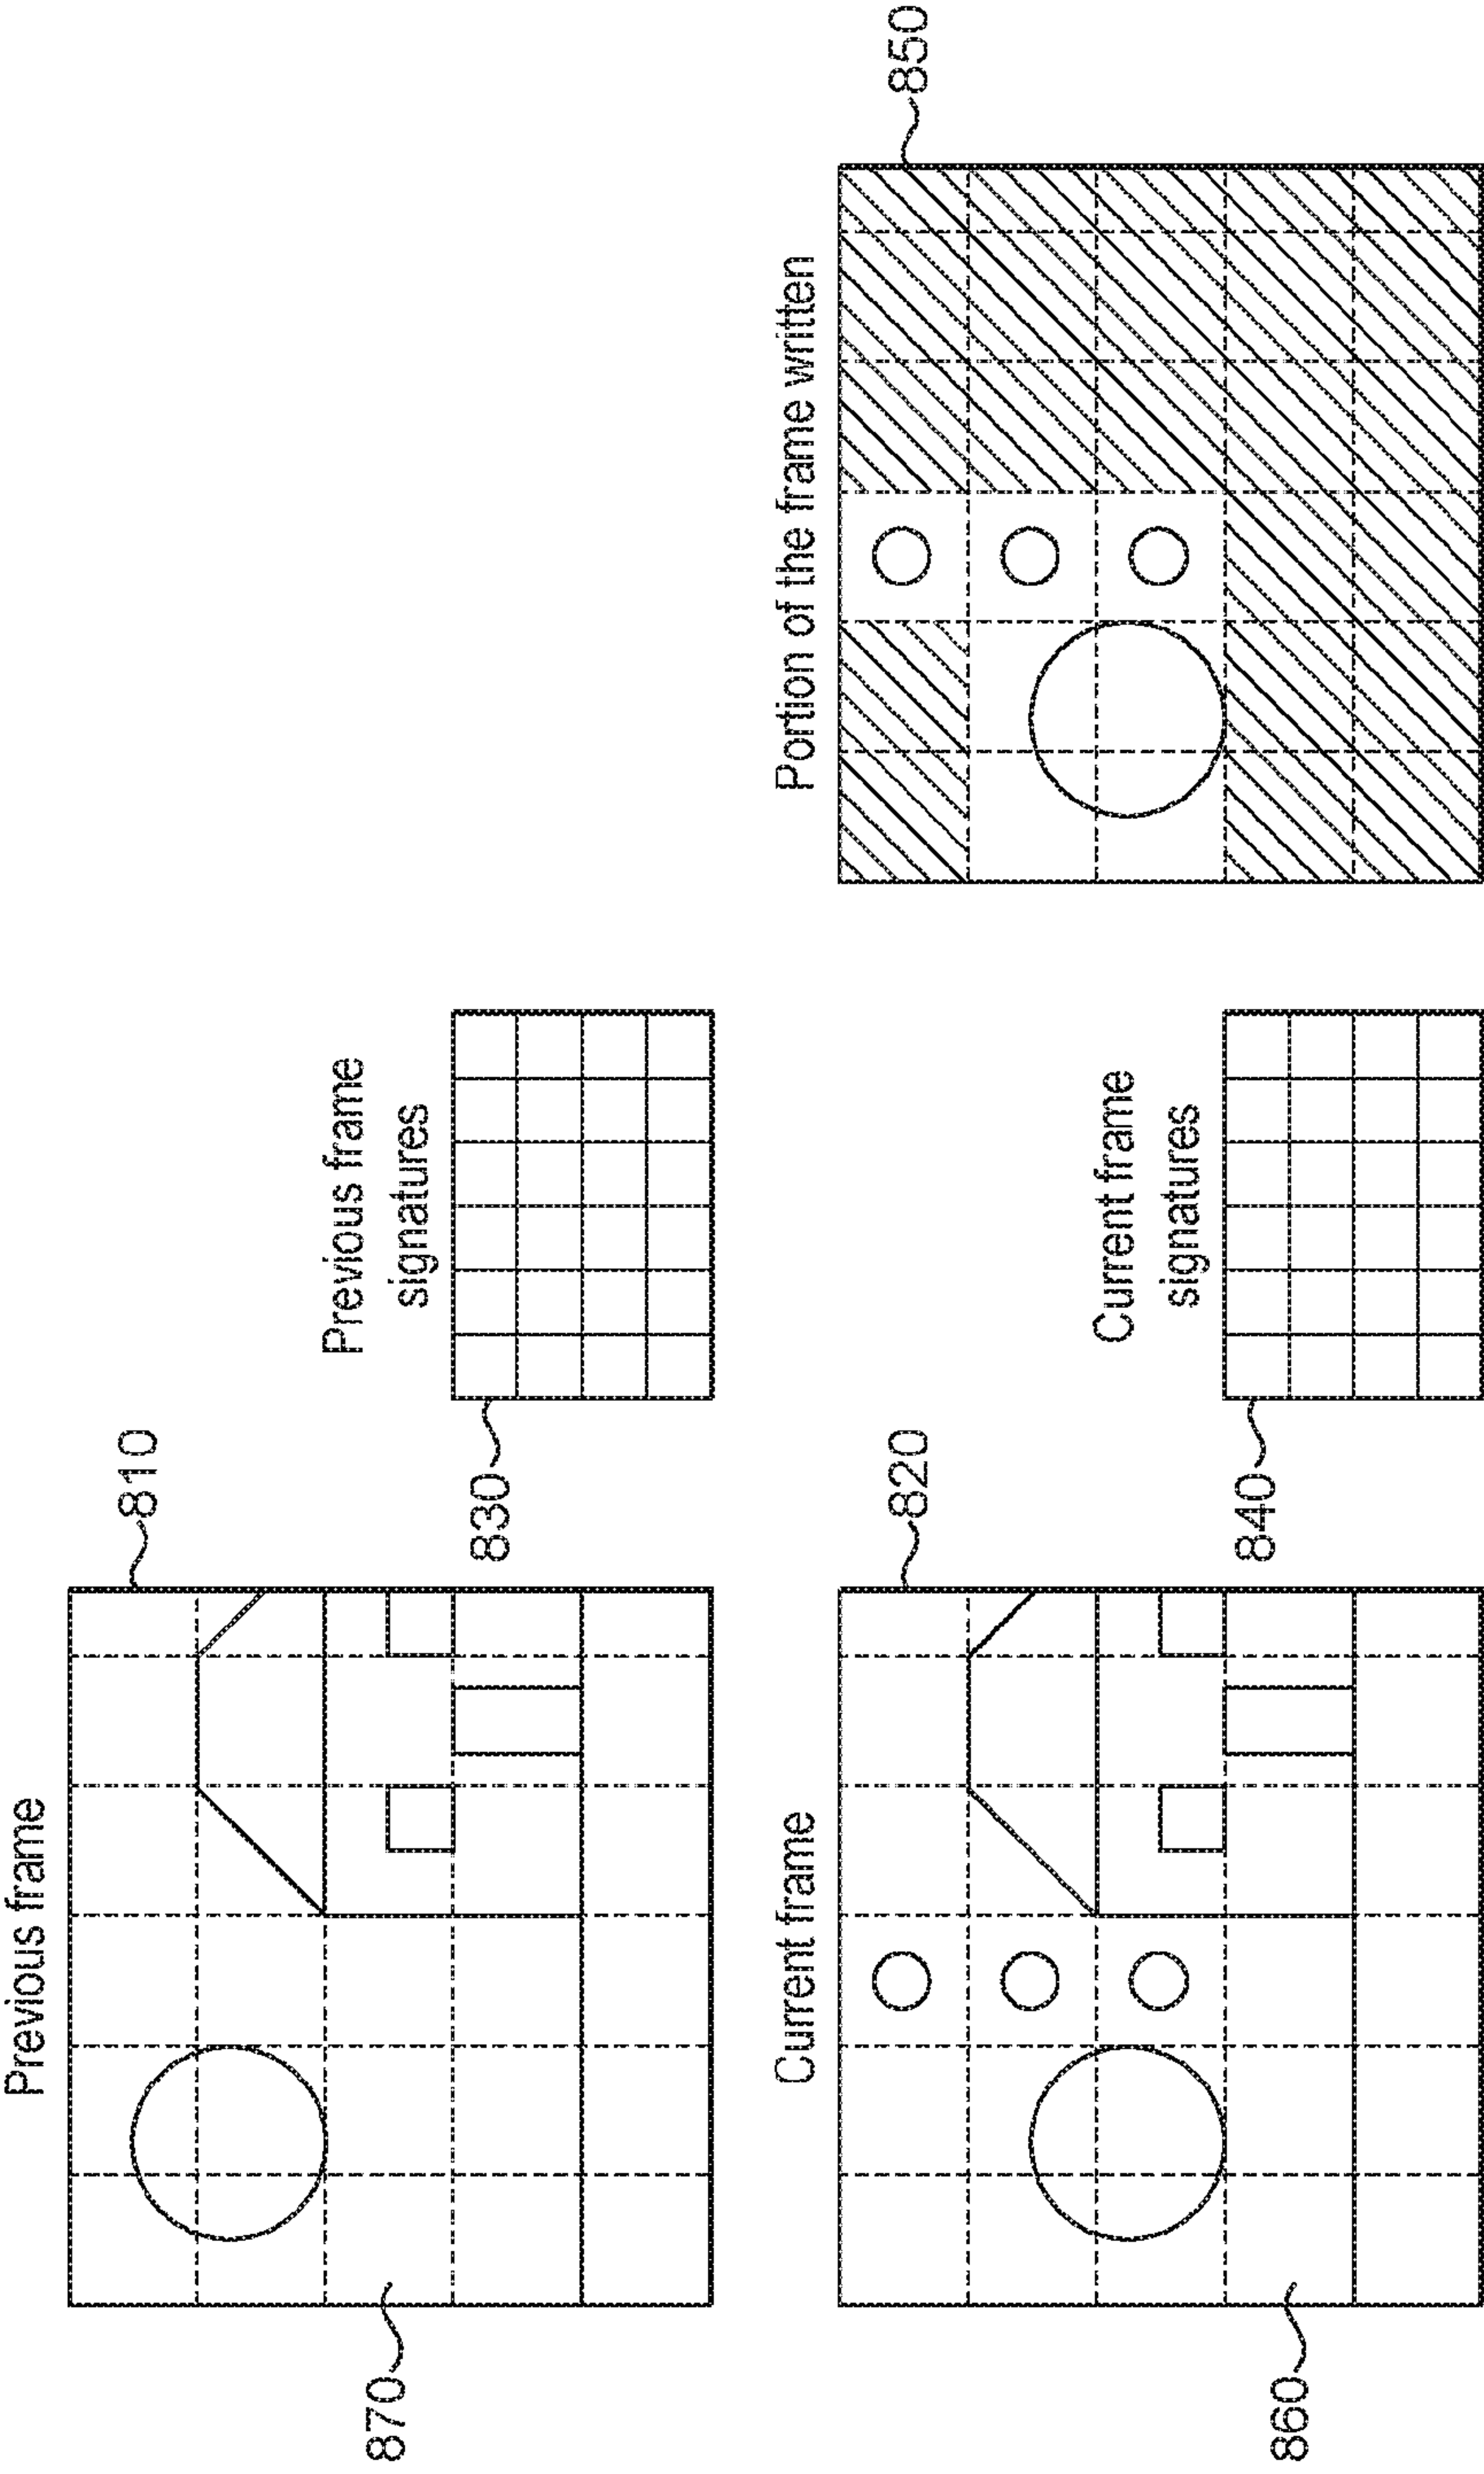 Previous frame
810
870
Previous frame
signatures
830
Current frame
820
860
Current frame
signatures
840
Portion of the frame written
850